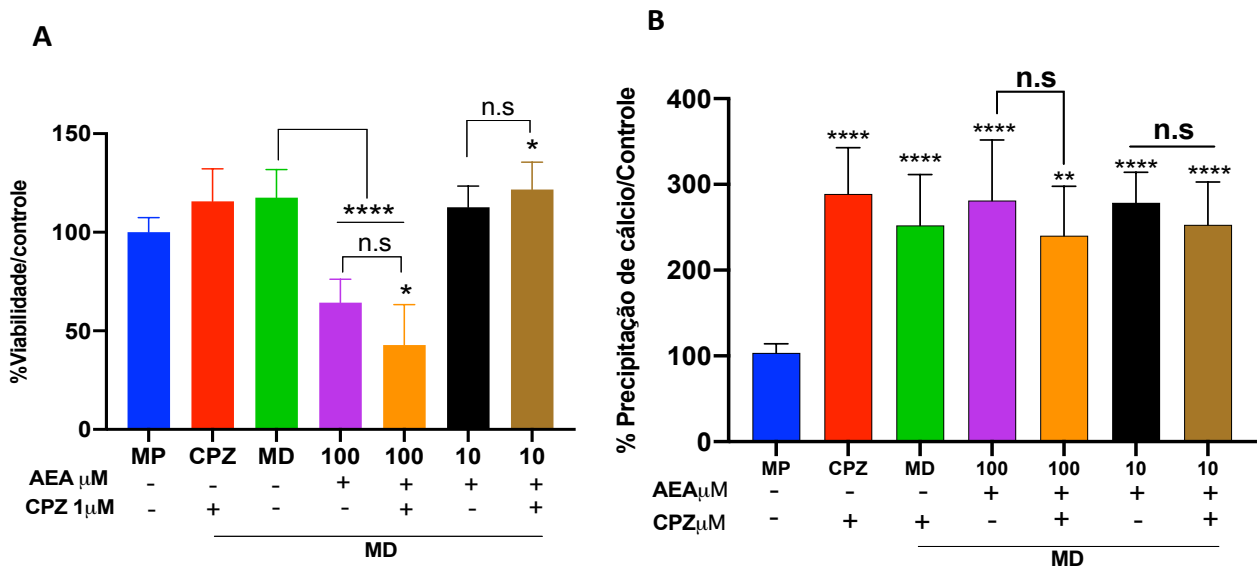 A
n.s
*
****
n.s
*
150
100
50
0
%Viabilidade/controle
MP CPZ MD 100 100 10 10
AEA μM - - - + + + +
CPZ 1μM - + - - + - +
MD
B
n.s
n.s
**** **** **** ** **** ****
400
300
200
100
0
% Precipitação de cálcio/Controle
MP CPZ MD 100 100 10 10
AEAμM - - - + + + +
CPZμM - + + - + - +
MD